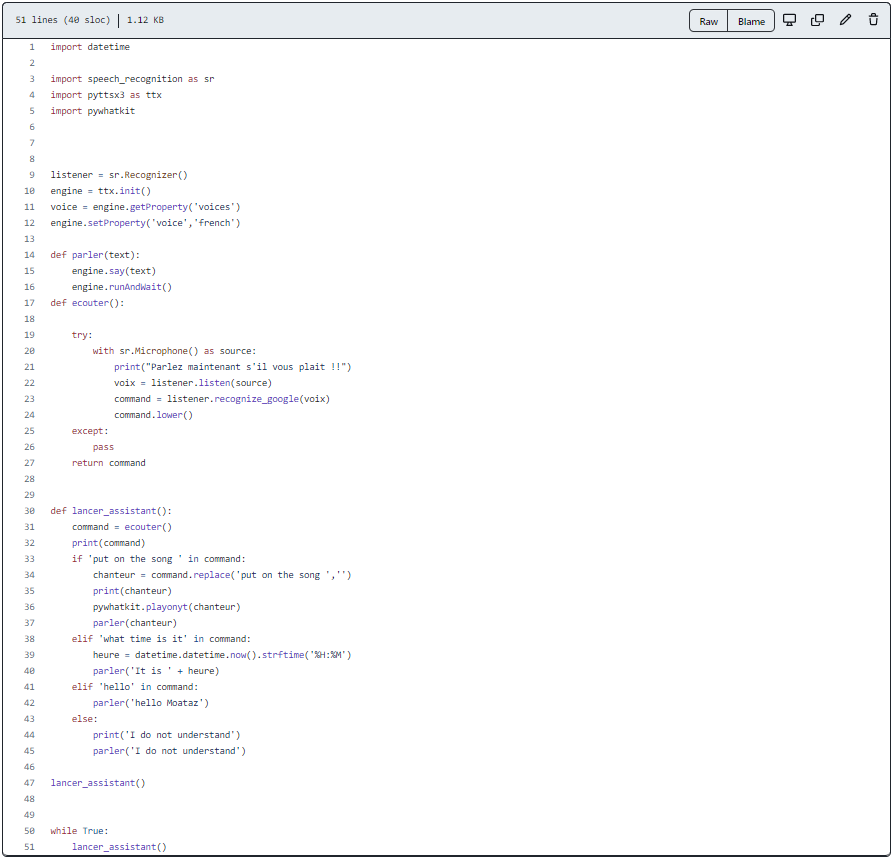 51 lines (40 sloc) | 1.12 KB Raw Blame
1 import datetime
2
3 import speech_recognition as sr
4 import pyttsx3 as ttx
5 import pywhatkit
6
7
8
9 listener = sr.Recognizer()
10 engine = ttx.init()
11 voice = engine.getProperty('voices')
12 engine.setProperty('voice','french')
13
14 def parler(text):
15     engine.say(text)
16     engine.runAndWait()
17 def ecouter():
18
19     try:
20         with sr.Microphone() as source:
21             print("Parlez maintenant s'il vous plait !!")
22             voix = listener.listen(source)
23             command = listener.recognize_google(voix)
24             command.lower()
25     except:
26         pass
27     return command
28
29
30 def lancer_assistant():
31     command = ecouter()
32     print(command)
33     if 'put on the song ' in command:
34         chanteur = command.replace('put on the song ','')
35         print(chanteur)
36         pywhatkit.playonyt(chanteur)
37         parler(chanteur)
38     elif 'what time is it' in command:
39         heure = datetime.datetime.now().strftime('%H:%M')
40         parler('It is ' + heure)
41     elif 'hello' in command:
42         parler('hello Moataz')
43     else:
44         print('I do not understand')
45         parler('I do not understand')
46
47 lancer_assistant()
48
49
50 while True:
51     lancer_assistant()